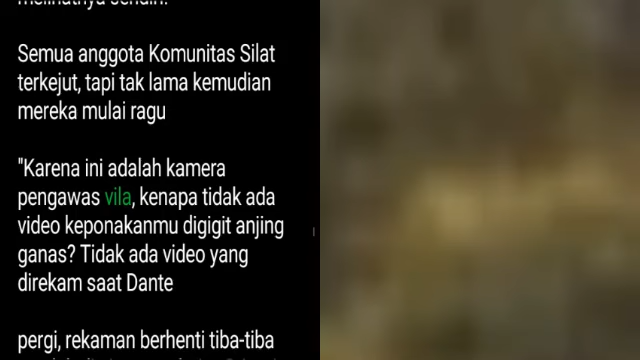 Semua anggota Komunitas Silat
terkejut, tapi tak lama kemudian
mereka mulai ragu
"Karena ini adalah kamera
pengawas vila, kenapa tidak ada
video keponakanmu digigit anjing
ganas? Tidak ada video yang
direkam saat Dante
pergi, rekaman berhenti tiba-tiba